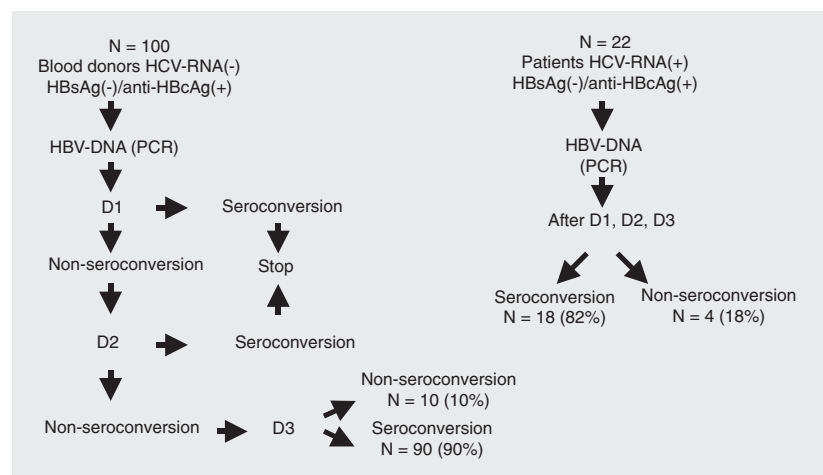 N = 100
Blood donors HCV-RNA(-)
HBsAg(-)/anti-HBcAg(+)
HBV-DNA (PCR)
D1
Seroconversion
Non-seroconversion
Stop
D2
Seroconversion
Non-seroconversion
D3
Non-seroconversion
N = 10 (10%)
Seroconversion
N = 90 (90%)
N = 22
Patients HCV-RNA(+)
HBsAg(-)/anti-HBcAg(+)
HBV-DNA
(PCR)
After D1, D2, D3
Seroconversion
N = 18 (82%)
Non-seroconversion
N = 4 (18%)